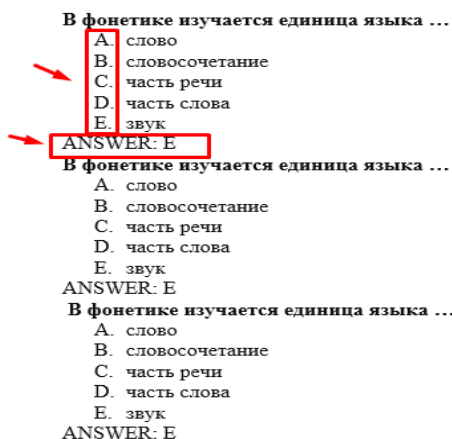 В фонетике изучается единица языка …
A. слово
B. словосочетание
C. часть речи
D. часть слова
E. звук
ANSWER: E
В фонетике изучается единица языка …
A. слово
B. словосочетание
C. часть речи
D. часть слова
E. звук
ANSWER: E
В фонетике изучается единица языка …
A. слово
B. словосочетание
C. часть речи
D. часть слова
E. звук
ANSWER: E